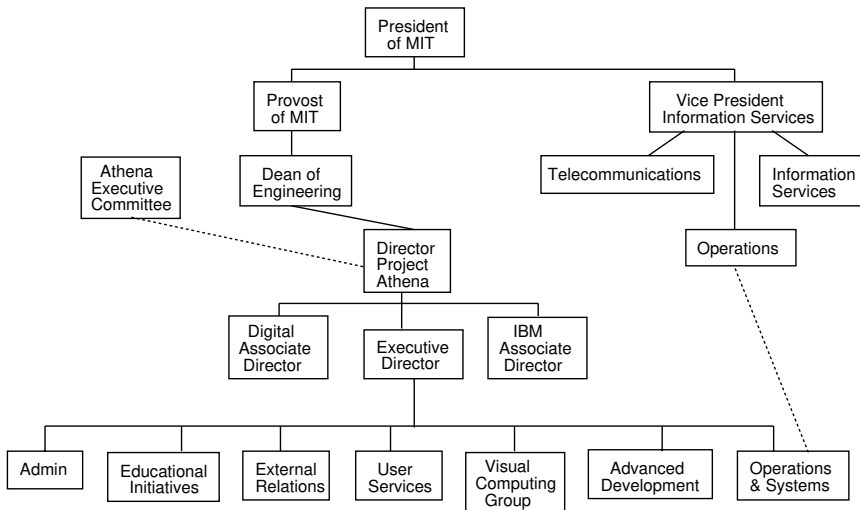 President
of MIT
Provost
of MIT
Vice President
Information Services
Athena
Executive
Committee
Dean of
Engineering
Telecommunications
Information
Services
Director
Project
Athena
Operations
Digital
Associate
Director
Executive
Director
IBM
Associate
Director
Admin
Educational
Initiatives
External
Relations
User
Services
Visual
Computing
Group
Advanced
Development
Operations
& Systems